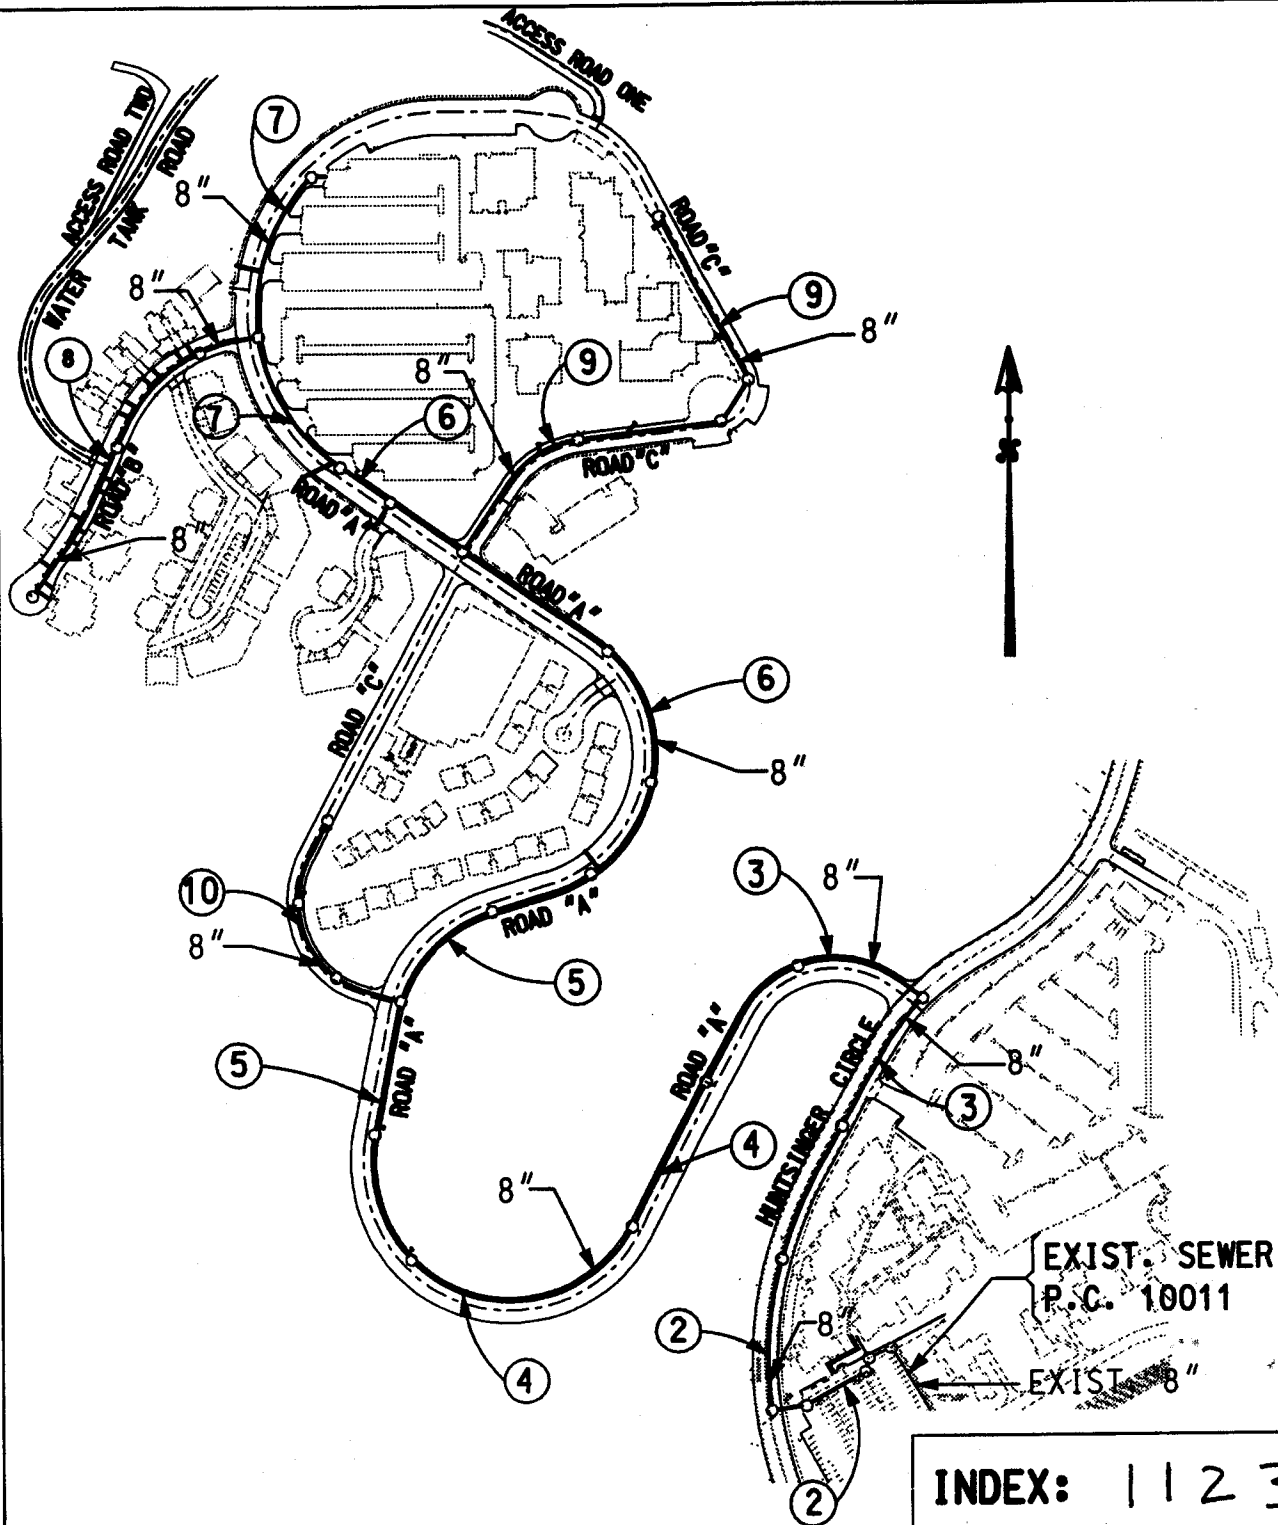 ACCESS ROAD ONE
ACCESS ROAD TWO
WATER TANK ROAD
7
8"
8"
8
ROAD "C"
9
8"
9
8"
6
7
ROAD "B"
8"
ROAD "A"
ROAD "C"
ROAD "A"
ROAD "C"
6
8"
10
8"
ROAD "A"
5
3
8"
5
ROAD "A"
ROAD "A"
HUNTSINGER CIRCLE
8"
3
4
8"
4
EXIST. SEWER
P.C. 10011
2
8"
EXIST. 8"
2
INDEX: 1123